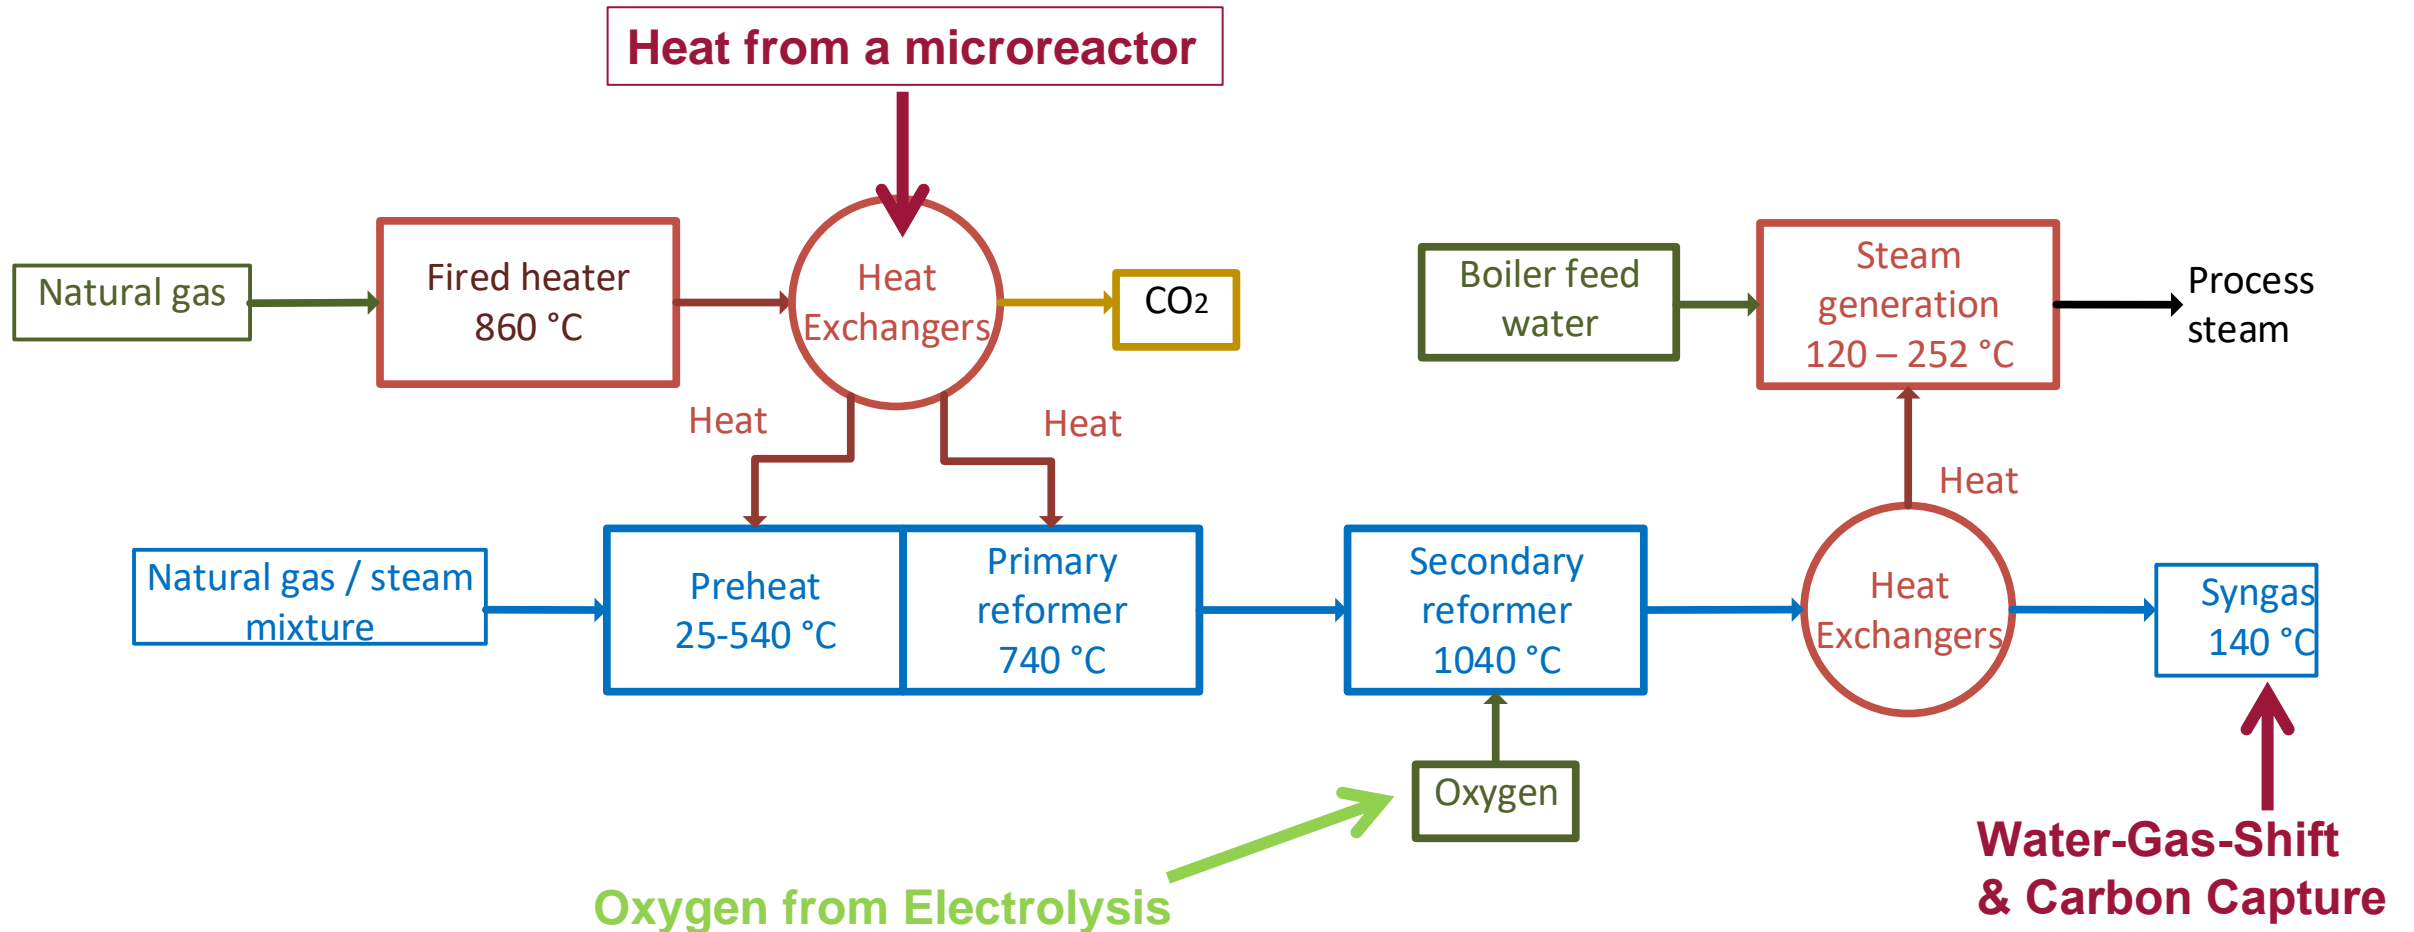 Heat from a microreactor
Natural gas
Fired heater
860 °C
Heat
Exchangers
CO2
Boiler feed
water
Steam
generation
120 – 252 °C
Process
steam
Heat
Heat
Heat
Natural gas / steam
mixture
Preheat
25-540 °C
Primary
reformer
740 °C
Secondary
reformer
1040 °C
Heat
Exchangers
Syngas
140 °C
Oxygen
Oxygen from Electrolysis
Water-Gas-Shift
& Carbon Capture